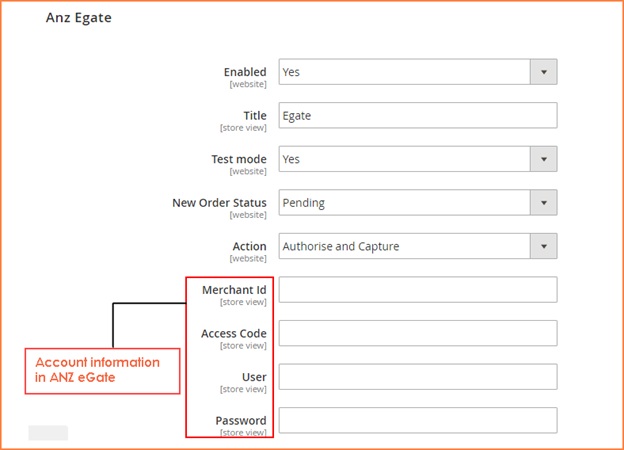 Anz Egate
Enabled Yes
[website]
Title Egate
[store view]
Test mode Yes
[website]
New Order Status Pending
[website]
Action Authorise and Capture
[website]
Merchant Id
[store view]
Access Code
[store view]
User
[store view]
Password
[store view]
Account information
in ANZ eGate